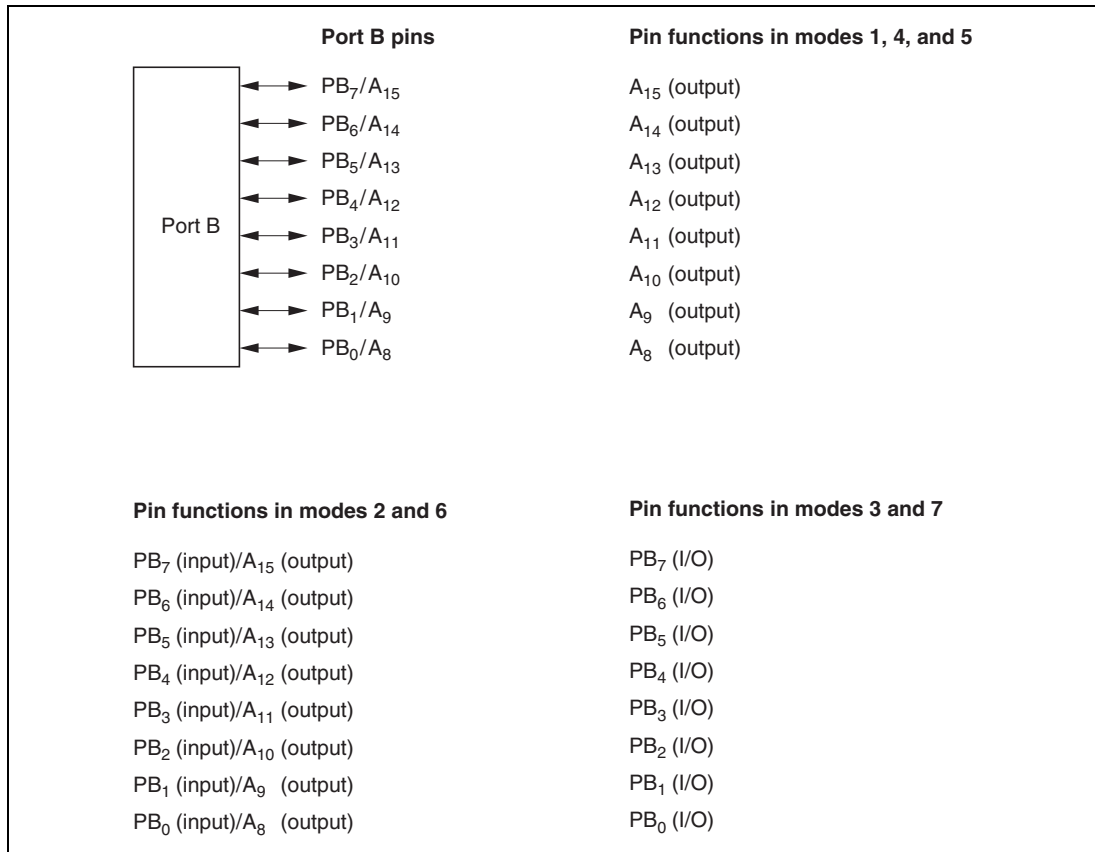 Port B pins
Pin functions in modes 1, 4, and 5
Port B
PB7/A15
A15 (output)
PB6/A14
A14 (output)
PB5/A13
A13 (output)
PB4/A12
A12 (output)
PB3/A11
A11 (output)
PB2/A10
A10 (output)
PB1/A9
A9 (output)
PB0/A8
A8 (output)
Pin functions in modes 2 and 6
PB7 (input)/A15 (output)
PB6 (input)/A14 (output)
PB5 (input)/A13 (output)
PB4 (input)/A12 (output)
PB3 (input)/A11 (output)
PB2 (input)/A10 (output)
PB1 (input)/A9 (output)
PB0 (input)/A8 (output)
Pin functions in modes 3 and 7
PB7 (I/O)
PB6 (I/O)
PB5 (I/O)
PB4 (I/O)
PB3 (I/O)
PB2 (I/O)
PB1 (I/O)
PB0 (I/O)